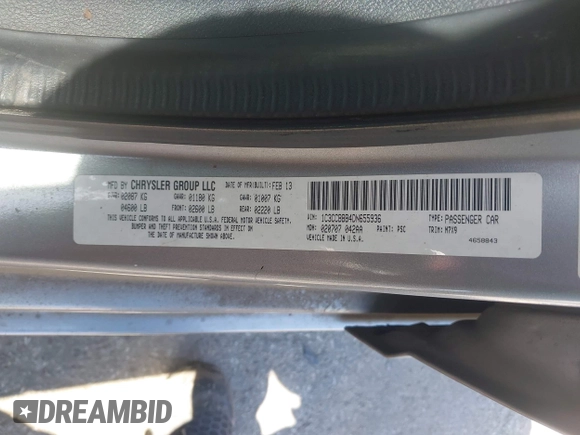 MFD BY CHRYSLER GROUP LLC DATE OF MFR(BUILT): FEB 13
GVWR: 02087 KG GAWR: 01180 KG GAWR: 01007 KG
04600 LB FRONT: 02600 LB REAR: 02220 LB
THIS VEHICLE CONFORMS TO ALL APPLICABLE U.S.A. FEDERAL MOTOR VEHICLE SAFETY,
BUMPER AND THEFT PREVENTION STANDARDS IN EFFECT ON
THE DATE OF MANUFACTURE SHOWN ABOVE.
VIN: 1C3CCBBB4DN655936 TYPE: PASSENGER CAR
MDH: 020707 042AA PAINT: PSC TRIM: M7X9
VEHICLE MADE IN U.S.A. 4658043
DREAMBID